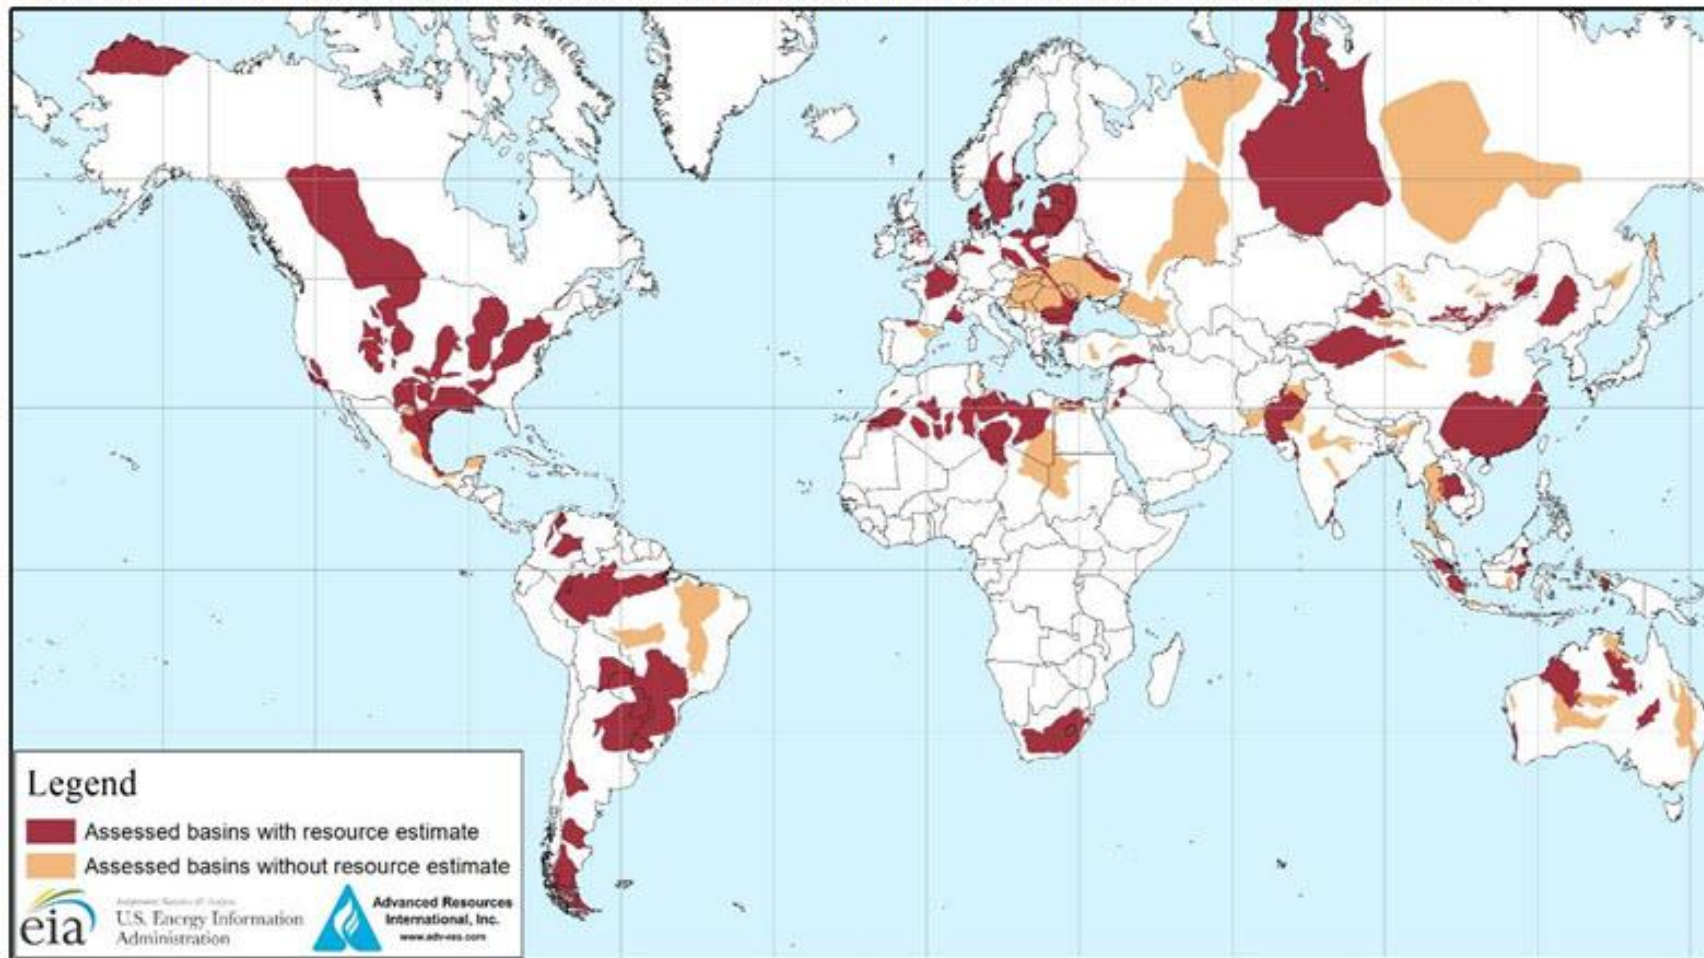 Legend
Assessed basins with resource estimate
Assessed basins without resource estimate
eia
U.S. Energy Information
Administration
Advanced Resources
International, Inc.
www.adv-res.com